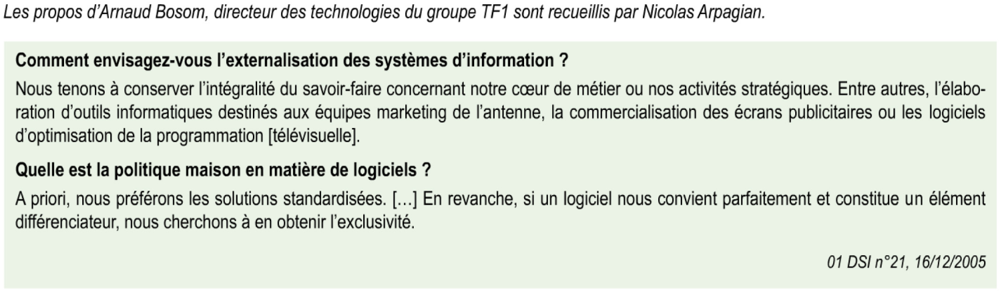 Les propos d’Arnaud Bosom, directeur des technologies du groupe TF1 sont recueillis par Nicolas Arpagian.
Comment envisagez-vous l’externalisation des systèmes d’information ?
Nous tenons à conserver l’intégralité du savoir-faire concernant notre cœur de métier ou nos activités stratégiques. Entre autres, l’élabo-
ration d’outils informatiques destinés aux équipes marketing de l’antenne, la commercialisation des écrans publicitaires ou les logiciels
d’optimisation de la programmation [télévisuelle].
Quelle est la politique maison en matière de logiciels ?
A priori, nous préférons les solutions standardisées. […] En revanche, si un logiciel nous convient parfaitement et constitue un élément
différenciateur, nous cherchons à en obtenir l’exclusivité.
01 DSI n°21, 16/12/2005